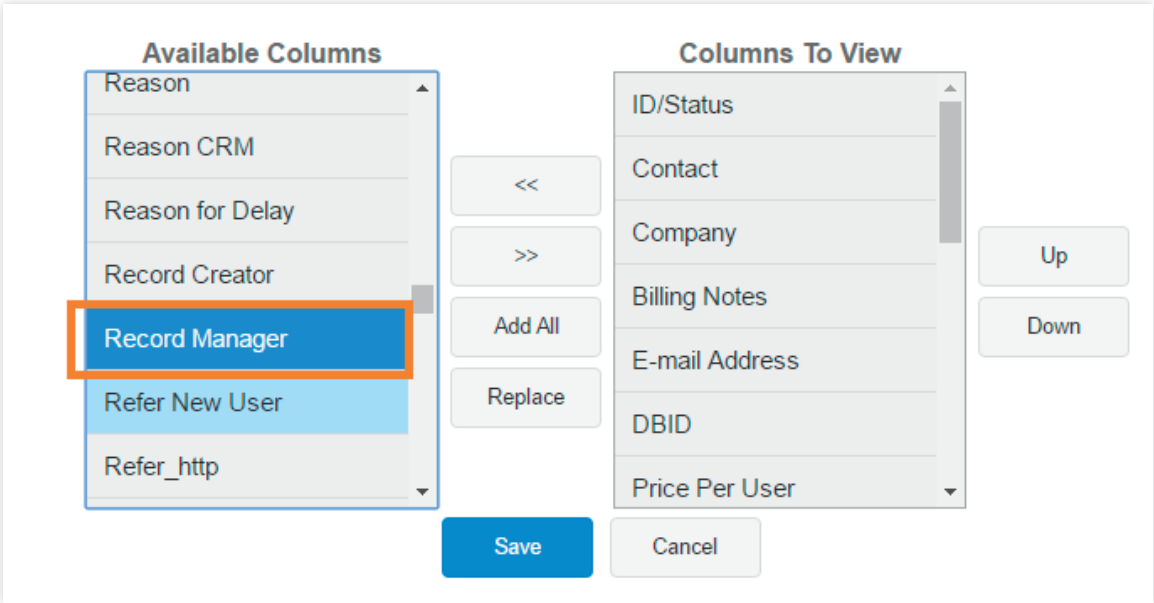 Available Columns
Reason
Reason CRM
Reason for Delay
Record Creator
Record Manager
Refer New User
Refer_http
<<
>>
Add All
Replace
Columns To View
ID/Status
Contact
Company
Billing Notes
E-mail Address
DBID
Price Per User
Up
Down
Save
Cancel